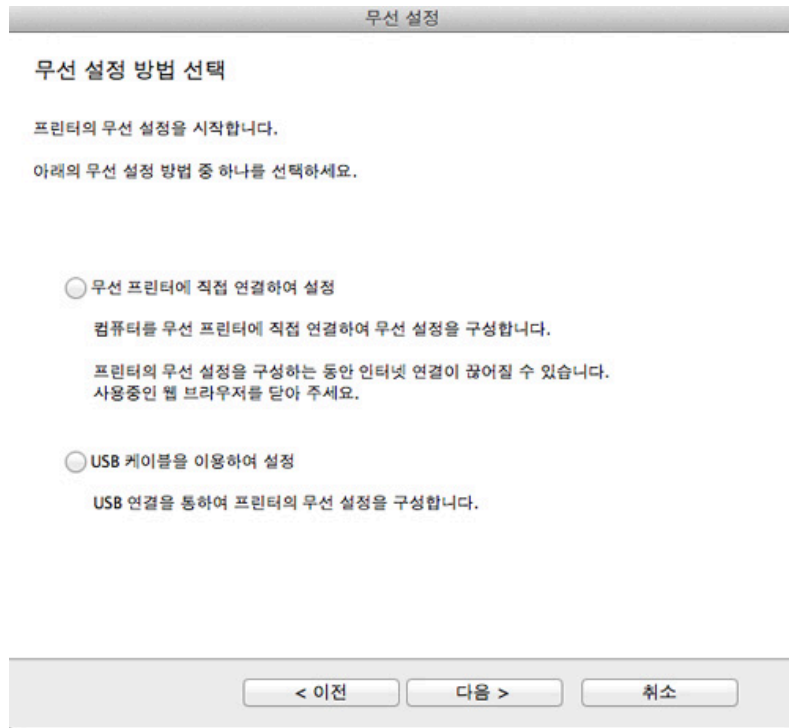 무선 설정
무선 설정 방법 선택
프린터의 무선 설정을 시작합니다.
아래의 무선 설정 방법 중 하나를 선택하세요.
무선 프린터에 직접 연결하여 설정
컴퓨터를 무선 프린터에 직접 연결하여 무선 설정을 구성합니다.
프린터의 무선 설정을 구성하는 동안 인터넷 연결이 끊어질 수 있습니다.
사용중인 웹 브라우저를 닫아 주세요.
USB 케이블을 이용하여 설정
USB 연결을 통하여 프린터의 무선 설정을 구성합니다.
< 이전 다음 > 취소